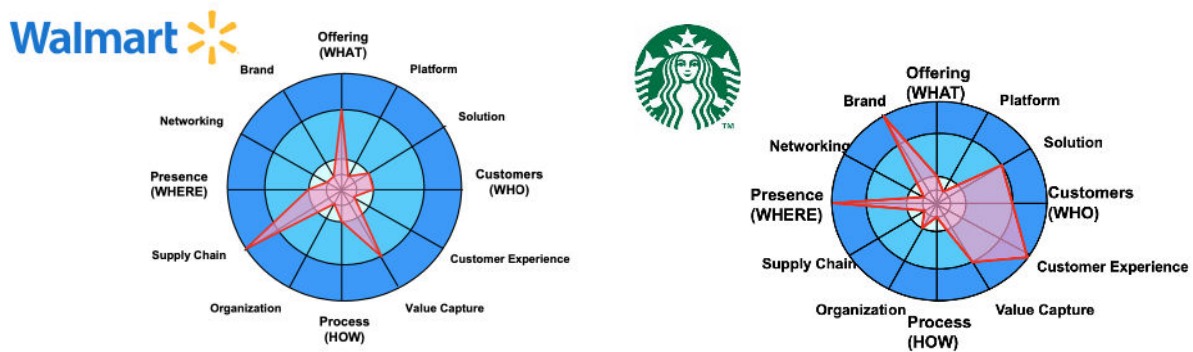 Walmart
Offering
(WHAT)
Brand
Platform
Networking
Solution
Presence
(WHERE)
Customers
(WHO)
Supply Chain
Customer Experience
Organization
Value Capture
Process
(HOW)
TM
Offering
(WHAT)
Brand
Platform
Networking
Solution
Presence
(WHERE)
Customers
(WHO)
Supply Chain
Customer Experience
Organization
Value Capture
Process
(HOW)